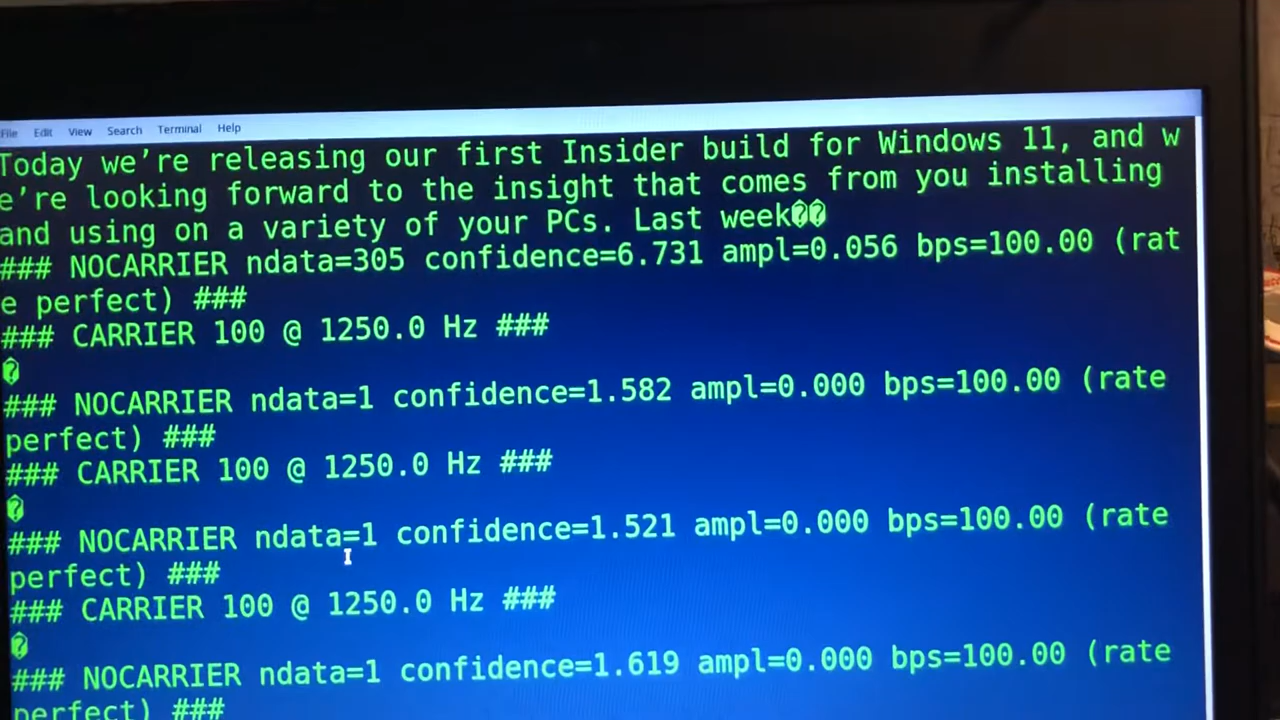 File Edit View Search Terminal Help
Today we’re releasing our first Insider build for Windows 11, and w
e’re looking forward to the insight that comes from you installing
and using on a variety of your PCs. Last week��
### NOCARRIER ndata=305 confidence=6.731 ampl=0.056 bps=100.00 (rat
e perfect) ###
### CARRIER 100 @ 1250.0 Hz ###
�
### NOCARRIER ndata=1 confidence=1.582 ampl=0.000 bps=100.00 (rate
perfect) ###
### CARRIER 100 @ 1250.0 Hz ###
�
### NOCARRIER ndata=1 confidence=1.521 ampl=0.000 bps=100.00 (rate
perfect) ###
### CARRIER 100 @ 1250.0 Hz ###
�
### NOCARRIER ndata=1 confidence=1.619 ampl=0.000 bps=100.00 (rate
perfect) ###